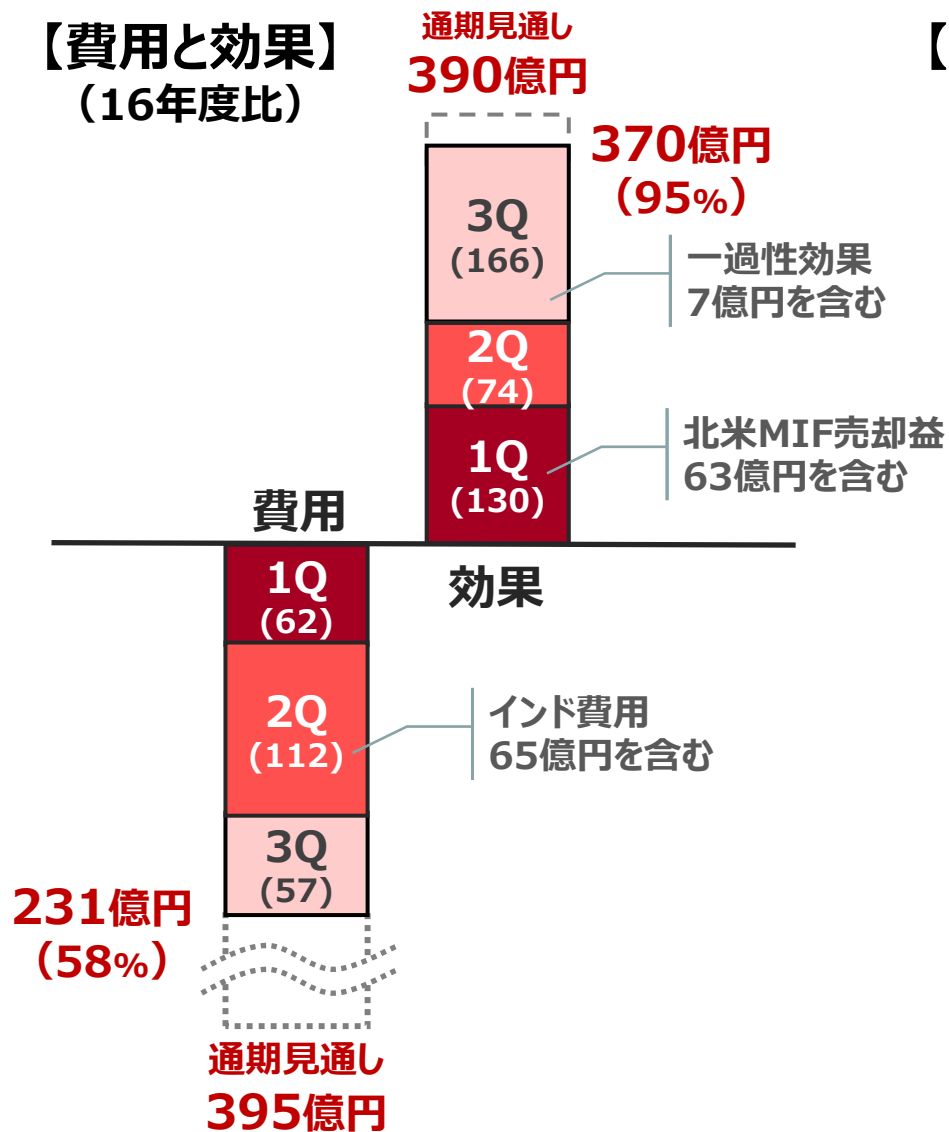 【費用と効果】
（16年度比）
通期見通し
390億円
【
370億円
（95%）
3Q
(166)
一過性効果
7億円を含む
2Q
(74)
1Q
(130)
北米MIF売却益
63億円を含む
費用
効果
1Q
(62)
2Q
(112)
インド費用
65億円を含む
3Q
(57)
231億円
（58%）
通期見通し
395億円